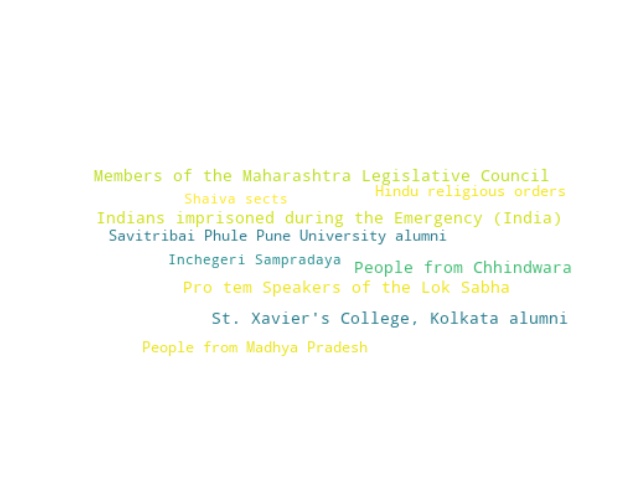 Members of the Maharashtra Legislative Council
Hindu religious orders
Shaiva sects
Indians imprisoned during the Emergency (India)
Savitribai Phule Pune University alumni
Inchegeri Sampradaya
People from Chhindwara
Pro tem Speakers of the Lok Sabha
St. Xavier's College, Kolkata alumni
People from Madhya Pradesh